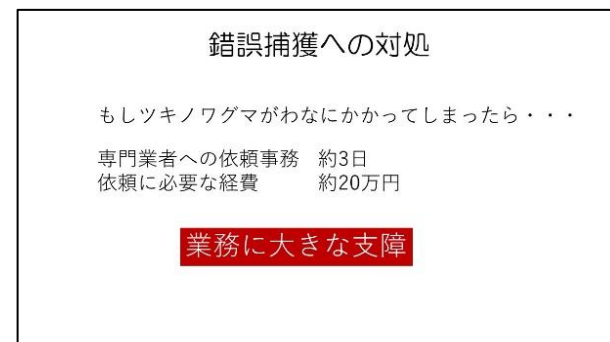 錯誤捕獲への対処
もしツキノワグマがわなにかかってしまったら・・・
専門業者への依頼事務 約3日
依頼に必要な経費 約20万円
業務に大きな支障